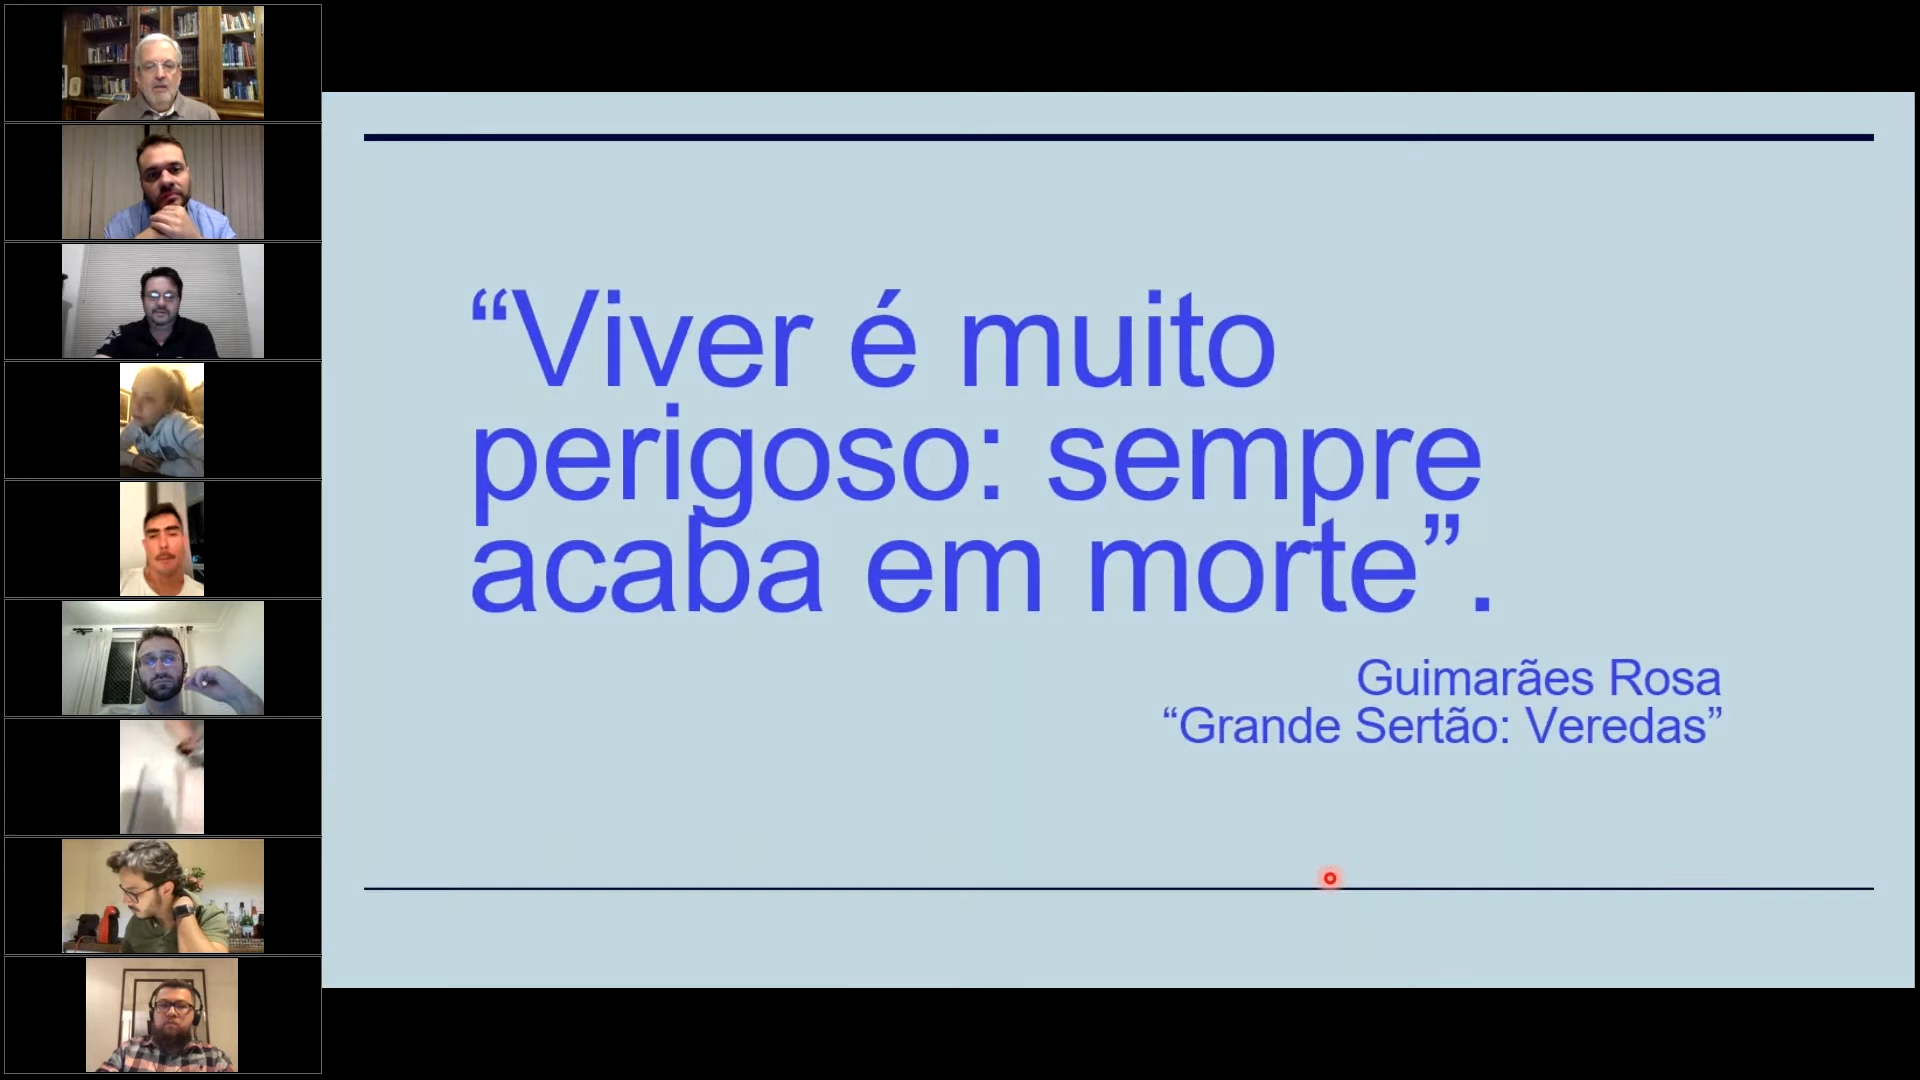 “Viver é muito
perigoso: sempre
acaba em morte”.
Guimarães Rosa
“Grande Sertão: Veredas”